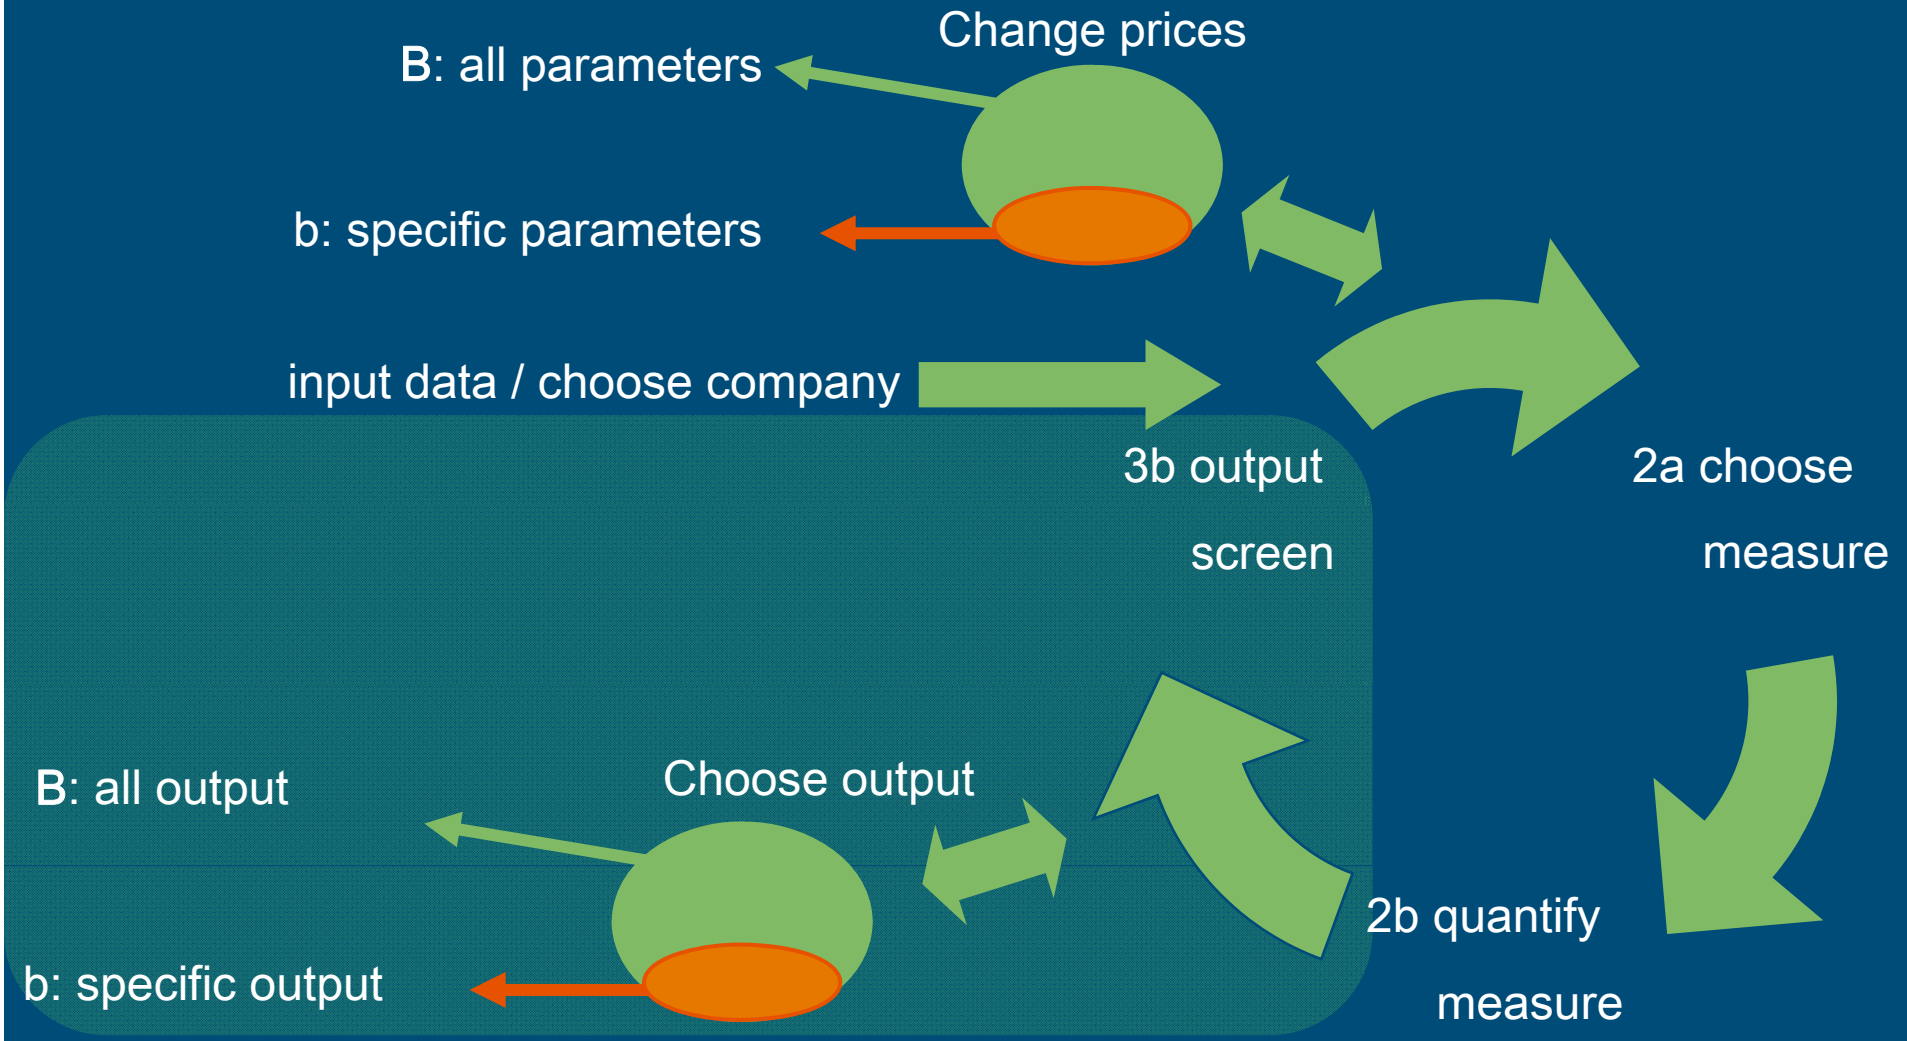 Change prices
B: all parameters
b: specific parameters
input data / choose company
3b output
screen
2a choose
measure
B: all output
Choose output
b: specific output
2b quantify
measure